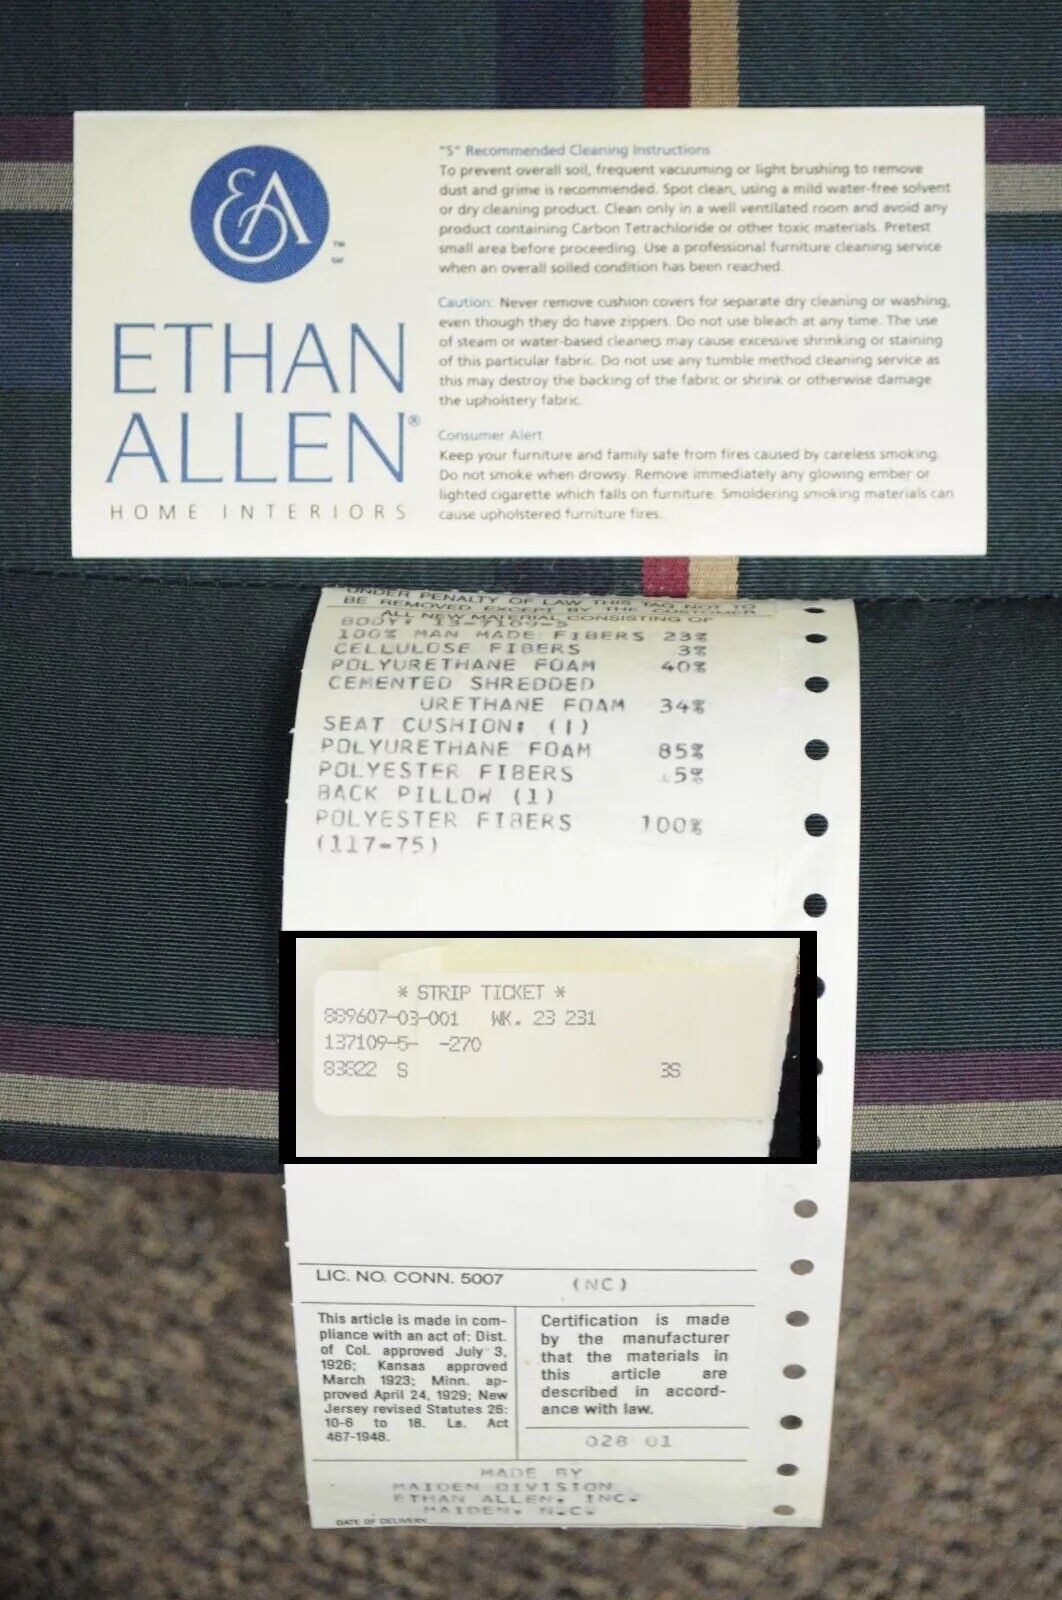 EA
™
SM
ETHAN
ALLEN®
HOME INTERIORS
"S" Recommended Cleaning Instructions
To prevent overall soil, frequent vacuuming or light brushing to remove
dust and grime is recommended. Spot clean, using a mild water-free solvent
or dry cleaning product. Clean only in a well ventilated room and avoid any
product containing Carbon Tetrachloride or other toxic materials. Pretest
small area before proceeding. Use a professional furniture cleaning service
when an overall soiled condition has been reached.
Caution: Never remove cushion covers for separate dry cleaning or washing,
even though they do have zippers. Do not use bleach at any time. The use
of steam or water-based cleaners may cause excessive shrinking or staining
of this particular fabric. Do not use any tumble method cleaning service as
this may destroy the backing of the fabric or shrink or otherwise damage
the upholstery fabric.
Consumer Alert
Keep your furniture and family safe from fires caused by careless smoking.
Do not smoke when drowsy. Remove immediately any glowing ember or
lighted cigarette which falls on furniture. Smoldering smoking materials can
cause upholstered furniture fires.
UNDER PENALTY OF LAW THIS TAG NOT TO
BE REMOVED EXCEPT BY THE CUSTOMER
ALL NEW MATERIAL CONSISTING OF
BODY: 13-7109-5
100% MAN MADE FIBERS 23%
CELLULOSE FIBERS 3%
POLYURETHANE FOAM 40%
CEMENTED SHREDDED
URETHANE FOAM 34%
SEAT CUSHION: (1)
POLYURETHANE FOAM 85%
POLYESTER FIBERS 5%
BACK PILLOW (1)
POLYESTER FIBERS 100%
(117-75)
* STRIP TICKET *
889607-03-001 WK. 23 231
137109-5- -270
83822 S 3S
LIC. NO. CONN. 5007 (NC)
This article is made in com-
pliance with an act of: Dist.
of Col. approved July 3,
1926; Kansas approved
March 1923; Minn. ap-
proved April 24, 1929; New
Jersey revised Statutes 26:
10-6 to 18. La. Act
467-1948.
Certification is made
by the manufacturer
that the materials in
this article are
described in accord-
ance with law.
028 01
MADE BY
MAIDEN DIVISION
ETHAN ALLEN, INC.
MAIDEN, N.C.
DATE OF DELIVERY